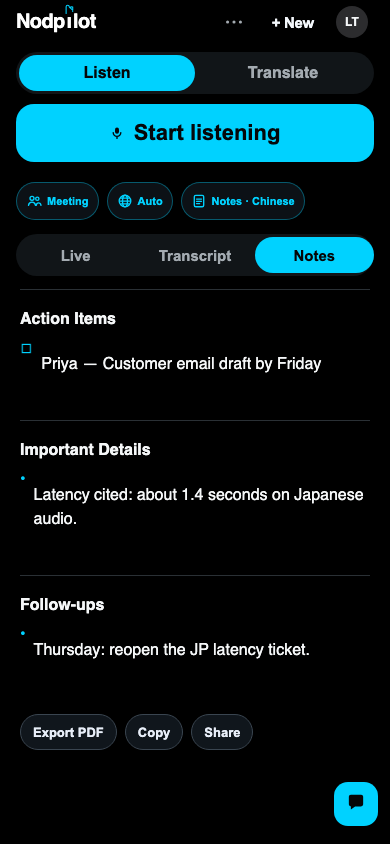 Nodpilot
+ New
LT
Listen
Translate
Start listening
Meeting
Auto
Notes · Chinese
Live
Transcript
Notes
Action Items
Priya — Customer email draft by Friday
Important Details
Latency cited: about 1.4 seconds on Japanese
audio.
Follow-ups
Thursday: reopen the JP latency ticket.
Export PDF
Copy
Share